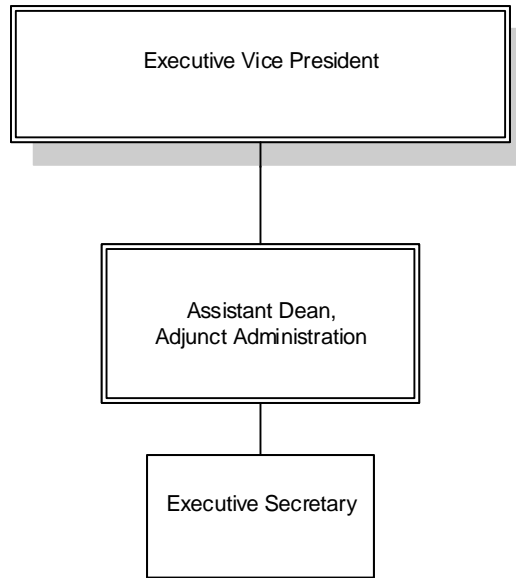 Executive Vice President
Assistant Dean,
Adjunct Administration
Executive Secretary